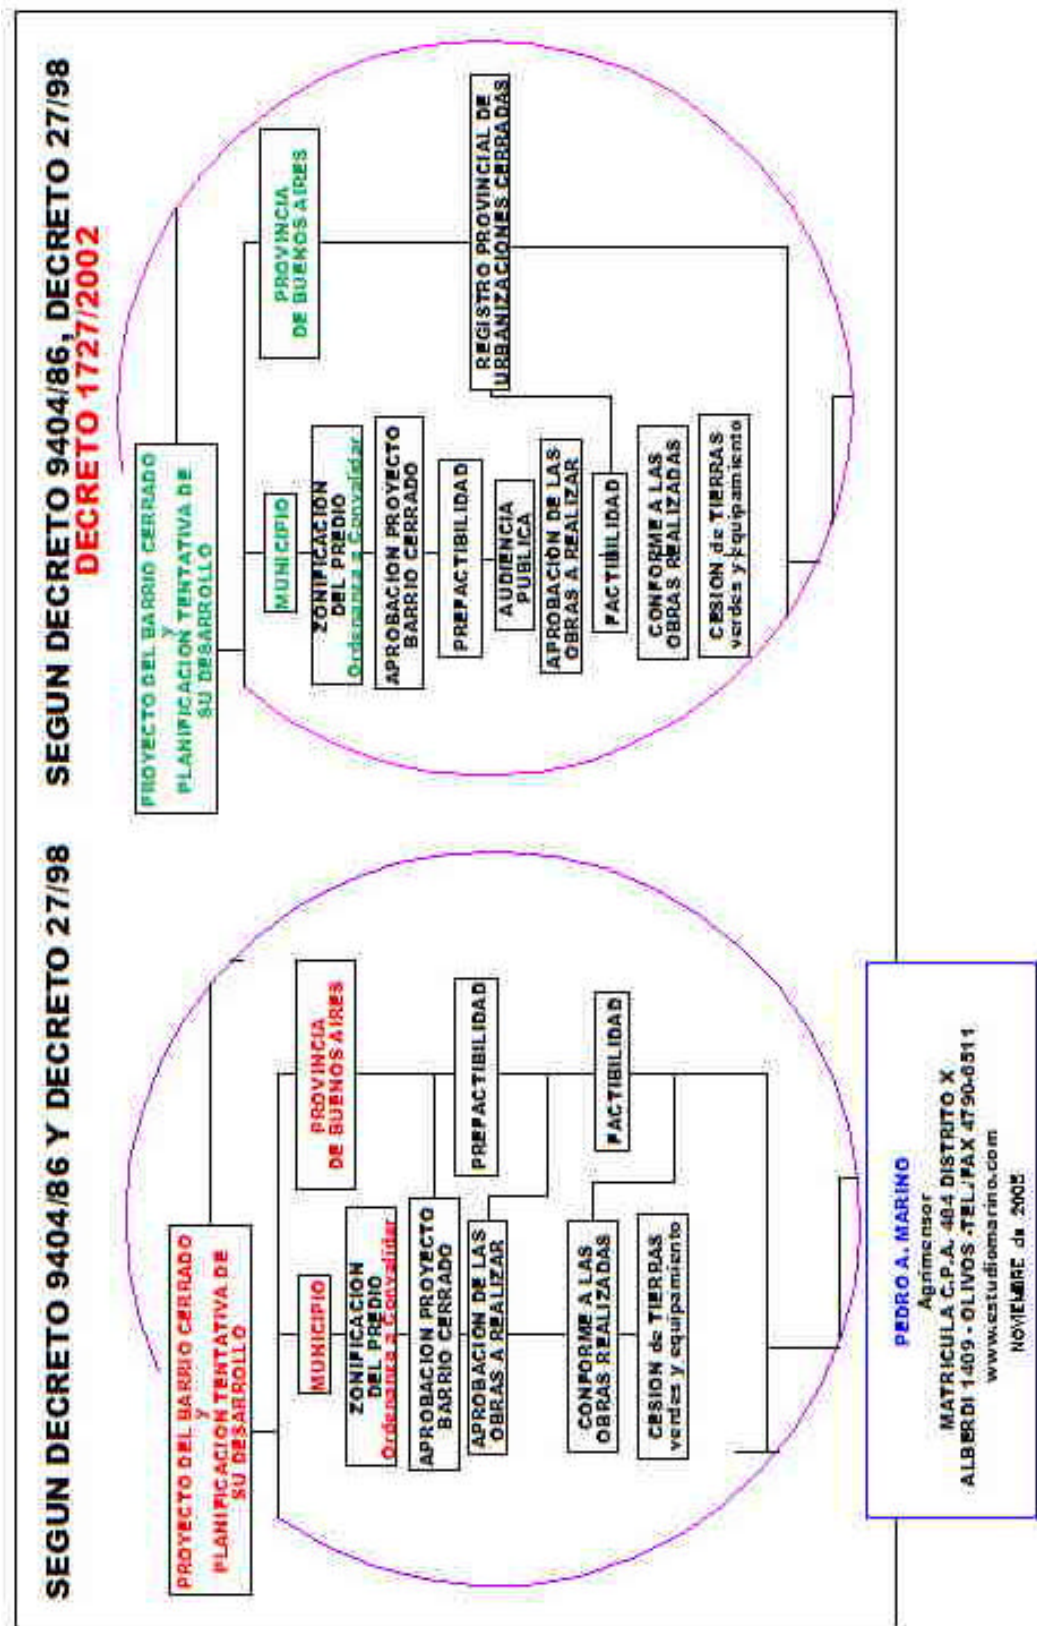 SEGUN DECRETO 9404/86 Y DECRETO 27/98
PROYECTO DEL BARRIO CERRADO
y
PLANIFICACION TENTATIVA DE
SU DESARROLLO
MUNICIPIO
PROVINCIA
DE BUENOS AIRES
ZONIFICACION
DEL PREDIO
Ordenanza a Convalidar
APROBACION PROYECTO
BARRIO CERRADO
PREFACTIBILIDAD
APROBACION DE LAS
OBRAS A REALIZAR
FACTIBILIDAD
CONFORME A LAS
OBRAS REALIZADAS
CESION de TIERRAS
verdes y equipamiento
SEGUN DECRETO 9404/86, DECRETO 27/98
DECRETO 1727/2002
PROYECTO DEL BARRIO CERRADO
y
PLANIFICACION TENTATIVA DE
SU DESARROLLO
MUNICIPIO
PROVINCIA
DE BUENOS AIRES
ZONIFICACION
DEL PREDIO
Ordenanza a Convalidar
APROBACION PROYECTO
BARRIO CERRADO
PREFACTIBILIDAD
REGISTRO PROVINCIAL DE
URBANIZACIONES CERRADAS
AUDIENCIA
PUBLICA
APROBACION DE LAS
OBRAS A REALIZAR
FACTIBILIDAD
CONFORME A LAS
OBRAS REALIZADAS
CESION de TIERRAS
verdes y equipamiento
PEDRO A. MARINO
Agrimensor
MATRICULA C.P.A. 484 DISTRITO X
ALBERDI 1409 - OLIVOS -TEL./FAX 4790-6511
www.estudiomarino.com
NOVIEMBRE de 2005